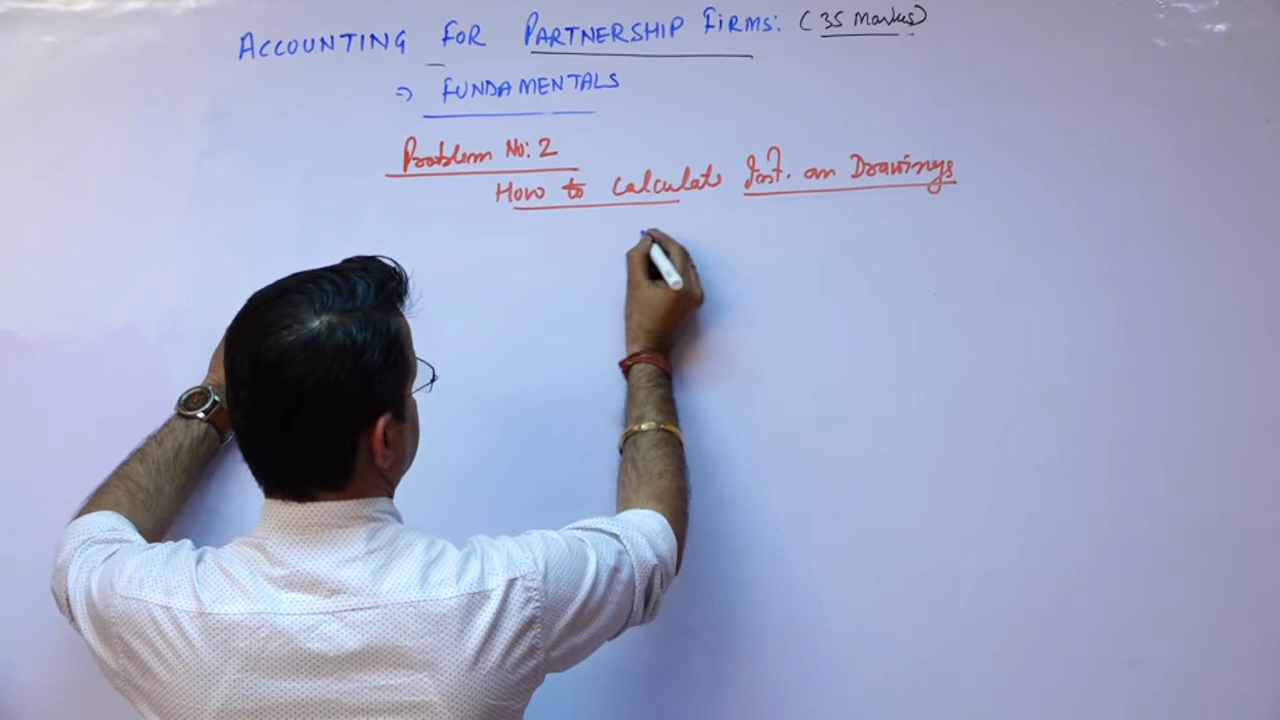 ACCOUNTING FOR PARTNERSHIP FIRMS: (35 Marks)
⇒ FUNDAMENTALS
Problem No: 2
How to Calculate Int. on Drawings